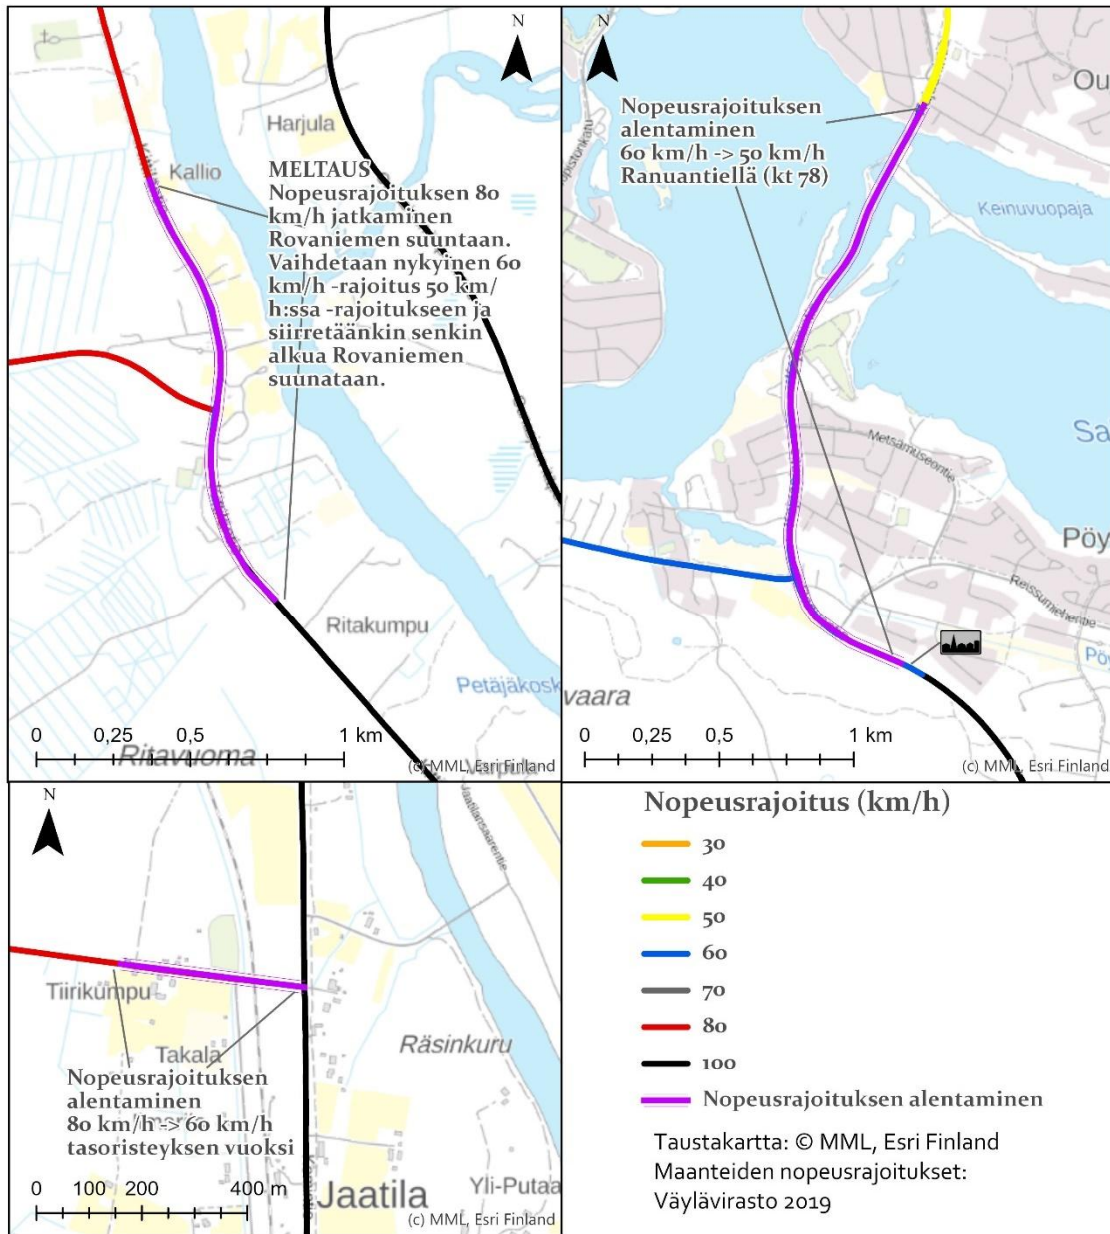 N
Harjula
Kallio
MELTAUS
Nopeusrajoituksen 80
km/h jatkaminen
Rovaniemen suuntaan.
Vaihdetaan nykyinen 60
km/h -rajoitus 50 km/
h:ssa -rajoitukseen ja
siirretäänkin senkin
alkua Rovaniemen
suunataan.
Ritakumpu
Petäjäkosk
Ritavuoma
0 0,25 0,5 1 km
(c) MML, Esri Finland
N
Nopeusrajoituksen
alentaminen
60 km/h -> 50 km/h
Ranuantiellä (kt 78)
Ou
Keinuvuopaja
Metsämuseontie
Sa
Pöy
Reissumiehentie
Pöy
vaara
0 0,25 0,5 1 km
(c) MML, Esri Finland
N
Jaatilansaarentie
Tiirikumpu
Takala
Räsinkuru
Nopeusrajoituksen
alentaminen
80 km/h -> 60 km/h
tasoristeyksen vuoksi
0 100 200 400 m
Jaatila
Yli-Putaa
(c) MML, Esri Finland
Nopeusrajoitus (km/h)
30
40
50
60
70
80
100
Nopeusrajoituksen alentaminen
Taustakartta: © MML, Esri Finland
Maanteiden nopeusrajoitukset:
Väylävirasto 2019